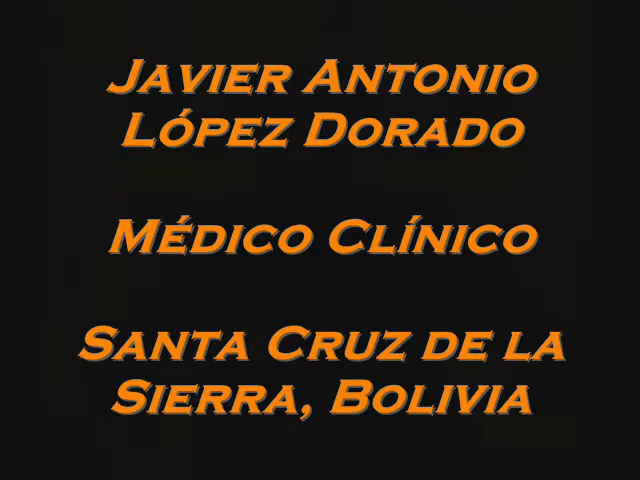 Javier Antonio
López Dorado
Médico Clínico
Santa Cruz de la
Sierra, Bolivia